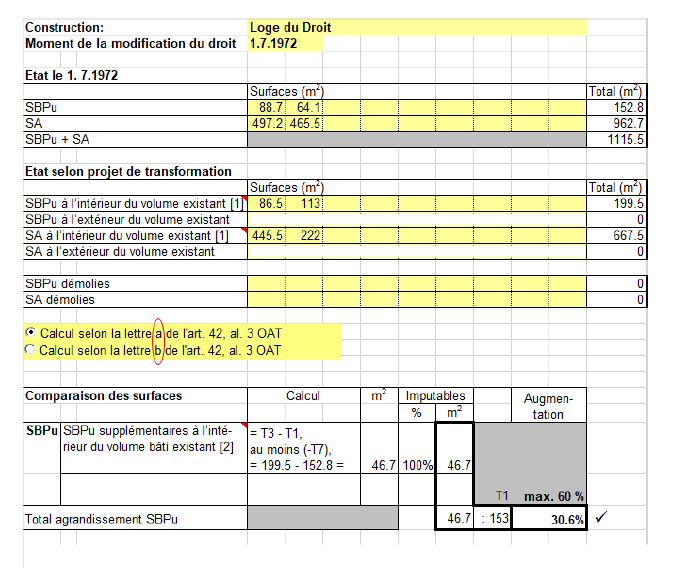 Construction: Loge du Droit
Moment de la modification du droit 1.7.1972
Etat le 1. 7.1972
Surfaces (m²) Total (m²)
SBPu 88.7 64.1 152.8
SA 497.2 465.5 962.7
SBPu + SA 1115.5
Etat selon projet de transformation
Surfaces (m²) Total (m²)
SBPu à l'intérieur du volume existant [1] 86.5 113 199.5
SBPu à l'extérieur du volume existant 0
SA à l'intérieur du volume existant [1] 445.5 222 667.5
SA à l'extérieur du volume existant 0
SBPu démolies 0
SA démolies 0
Calcul selon la lettre a de l'art. 42, al. 3 OAT
Calcul selon la lettre b de l'art. 42, al. 3 OAT
Comparaison des surfaces Calcul m² Imputables Augmen-
% m² tation
SBPu SBPu supplémentaires à l'inté- = T3 - T1,
rieur du volume bâti existant [2] au moins (-T7),
= 199.5 - 152.8 = 46.7 100% 46.7
T1 max. 60 %
Total agrandissement SBPu 46.7 : 153 30.6% ✓